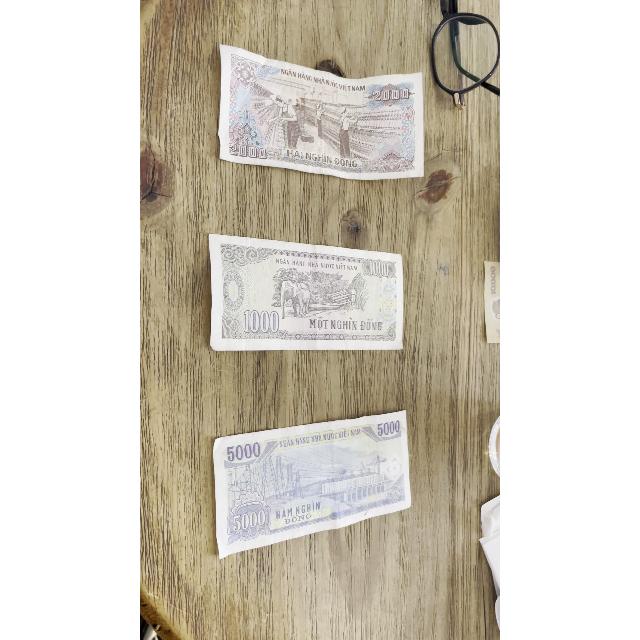 NGÂN HÀNG NHÀ NƯỚC VIỆT NAM
2000
2000 HAI NGHÌN ĐỒNG
NGÂN HÀNG NHÀ NƯỚC VIỆT NAM 1000
1000 MỘT NGHÌN ĐỒNG
5000 NGÂN HÀNG NHÀ NƯỚC VIỆT NAM 5000
5000 NĂM NGHÌN
ĐỒNG